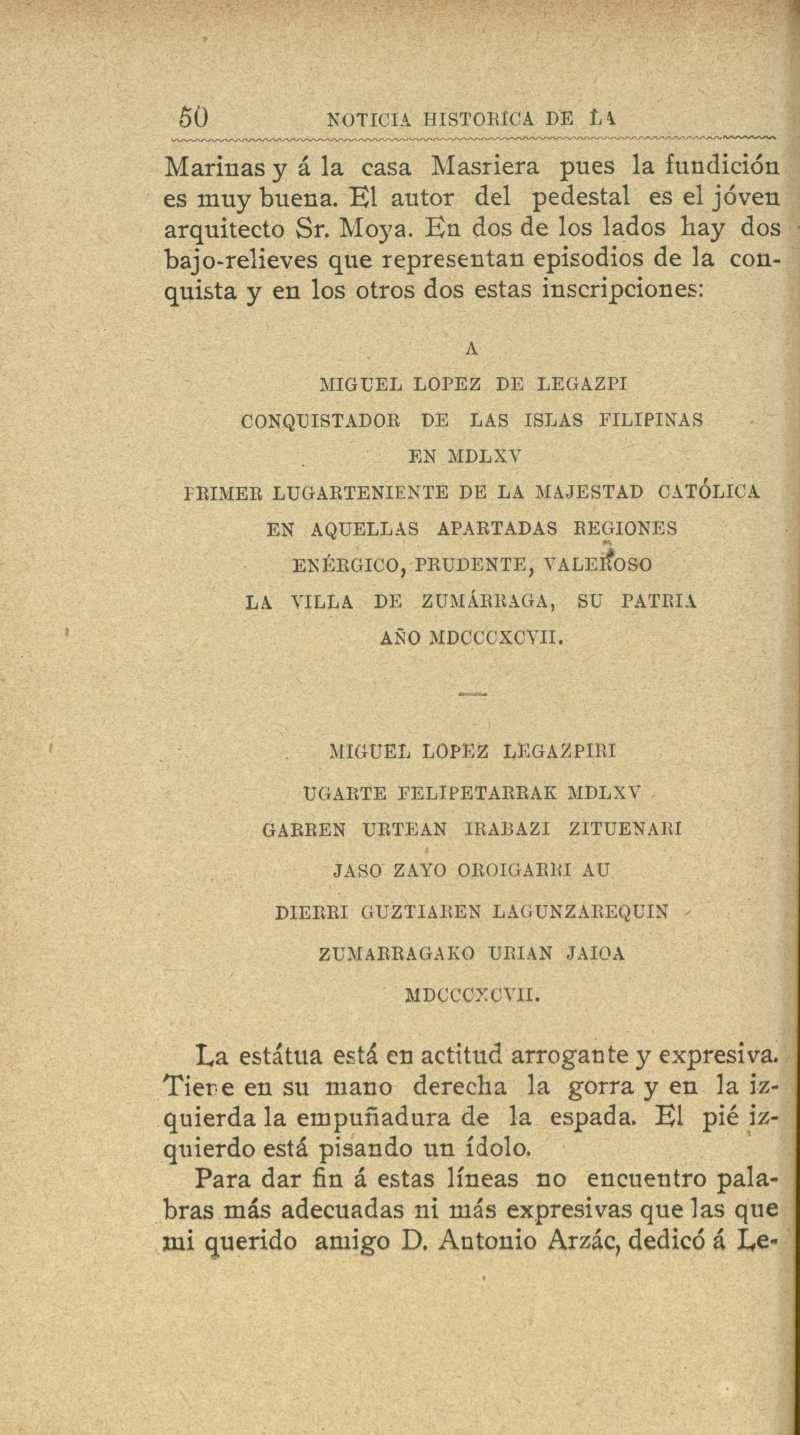 50 NOTICIA HISTORICA DE LA
Marinas y á la casa Masriera pues la fundición
es muy buena. El autor del pedestal es el jóven
arquitecto Sr. Moya. En dos de los lados hay dos
bajo-relieves que representan episodios de la con-
quista y en los otros dos estas inscripciones:
A
MIGUEL LOPEZ DE LEGAZPI
CONQUISTADOR DE LAS ISLAS FILIPINAS
EN MDLXV
PRIMER LUGARTENIENTE DE LA MAJESTAD CATÓLICA
EN AQUELLAS APARTADAS REGIONES
ENÉRGICO, PRUDENTE, VALEROSO
LA VILLA DE ZUMÁRRAGA, SU PATRIA
AÑO MDCCCXCVII.
MIGUEL LOPEZ LEGAZPIRI
UGARTE FELIPETARRAK MDLXV
GARREN URTEAN IRABAZI ZITUENARI
JASO ZAYO OROIGARRI AU
DIERRI GUZTIAREN LAGUNZAREQUIN
ZUMARRAGAKO URIAN JAIOA
MDCCCXCVII.
La estátua está en actitud arrogante y expresiva.
Tiene en su mano derecha la gorra y en la iz-
quierda la empuñadura de la espada. El pié iz-
quierdo está pisando un ídolo.
Para dar fin á estas líneas no encuentro pala-
bras más adecuadas ni más expresivas que las que
mi querido amigo D. Antonio Arzác, dedicó á Le-